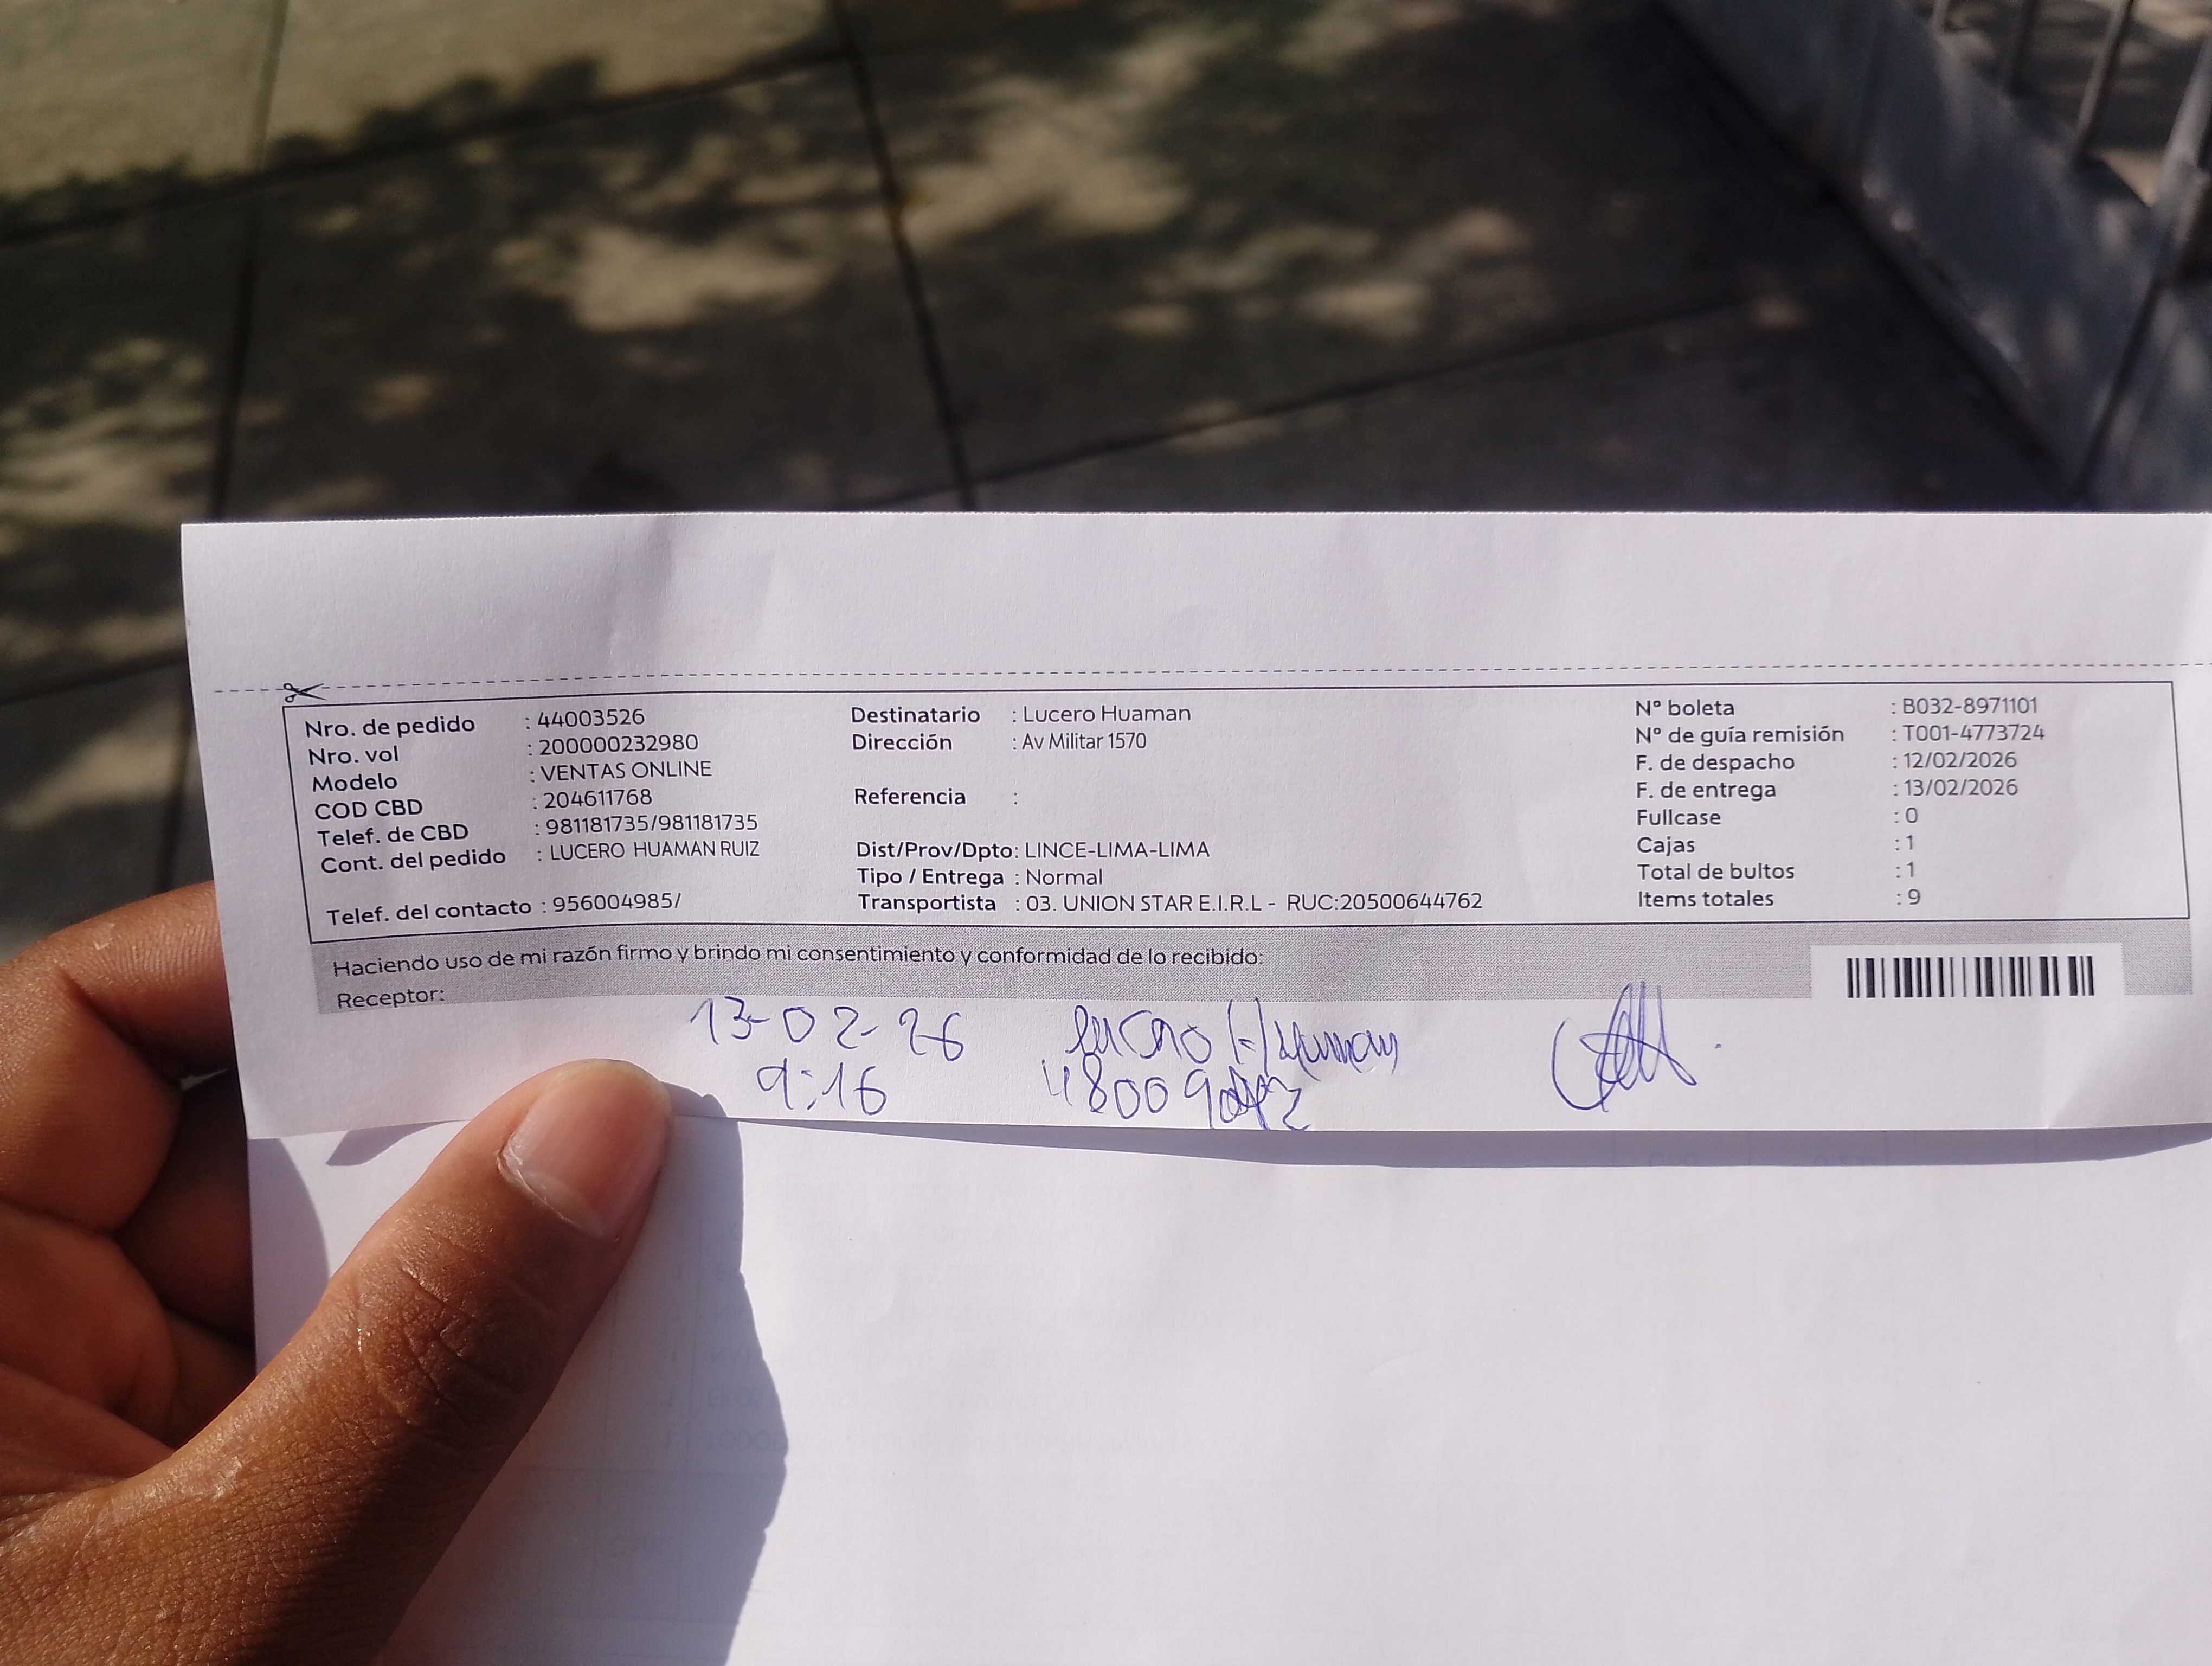 Nro. de pedido : 44003526
Nro. vol : 200000232980
Modelo : VENTAS ONLINE
COD CBD : 204611768
Telef. de CBD : 981181735/981181735
Cont. del pedido : LUCERO HUAMAN RUIZ
Telef. del contacto : 956004985/
Destinatario : Lucero Huaman
Dirección : Av Militar 1570
Referencia :
Dist/Prov/Dpto: LINCE-LIMA-LIMA
Tipo / Entrega : Normal
Transportista : 03. UNION STAR E.I.R.L - RUC:20500644762
Nº boleta : B032-8971101
Nº de guía remisión : T001-4773724
F. de despacho : 12/02/2026
F. de entrega : 13/02/2026
Fullcase : 0
Cajas : 1
Total de bultos : 1
Items totales : 9
Haciendo uso de mi razón firmo y brindo mi consentimiento y conformidad de lo recibido:
Receptor:
13-02-26
9:16